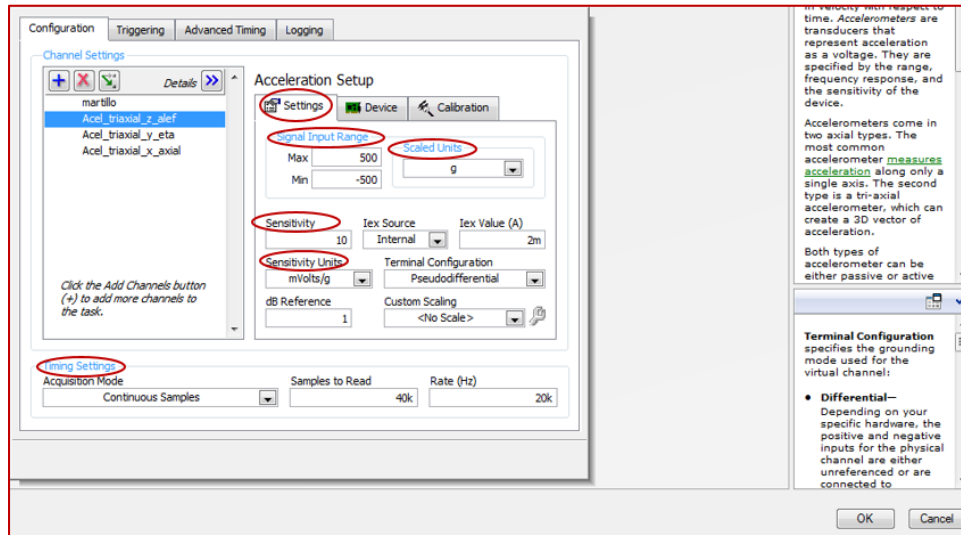 Configuration Triggering Advanced Timing Logging
Channel Settings
Details
martillo
Acel_triaxial_z_alef
Acel_triaxial_y_eta
Acel_triaxial_x_axial
Click the Add Channels button
(+) to add more channels to
the task.
Acceleration Setup
Settings Device Calibration
Signal Input Range
Max 500
Min -500
Scaled Units
g
Sensitivity Iex Source Iex Value (A)
10 Internal 2m
Sensitivity Units Terminal Configuration
mVolts/g Pseudodifferential
dB Reference Custom Scaling
1 <No Scale>
Timing Settings
Acquisition Mode Samples to Read Rate (Hz)
Continuous Samples 40k 20k
in velocity with respect to
time. Accelerometers are
transducers that
represent acceleration
as a voltage. They are
specified by the range,
frequency response, and
the sensitivity of the
device.
Accelerometers come in
two axial types. The
most common
accelerometer measures
acceleration along only a
single axis. The second
type is a tri-axial
accelerometer, which can
create a 3D vector of
acceleration.
Both types of
accelerometer can be
either passive or active
Terminal Configuration
specifies the grounding
mode used for the
virtual channel:
• Differential—
Depending on your
specific hardware, the
positive and negative
inputs for the physical
channel are either
unreferenced or are
connected to
OK Cancel